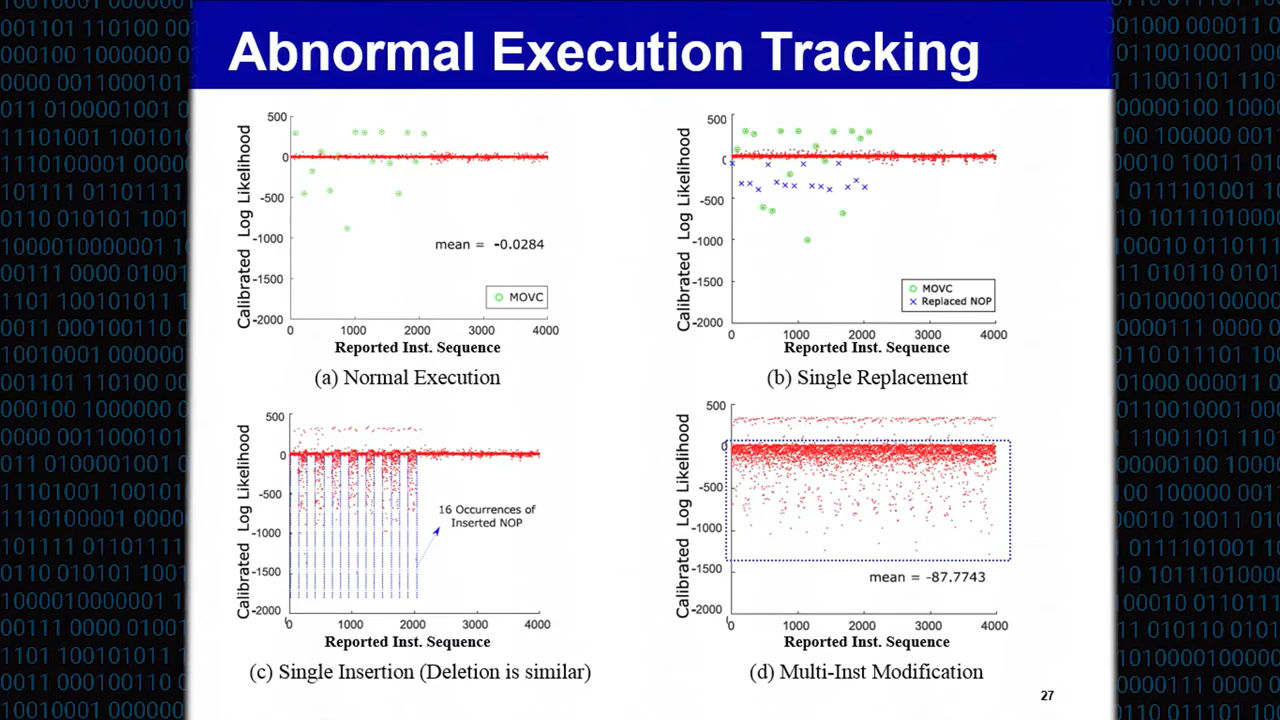 Abnormal Execution Tracking
500
0
-500
-1000
-1500
-2000
Calibrated Log Likelihood
mean = -0.0284
MOVC
0 1000 2000 3000 4000
Reported Inst. Sequence
(a) Normal Execution
500
0
-500
-1000
-1500
-2000
Calibrated Log Likelihood
MOVC
Replaced NOP
0 1000 2000 3000 4000
Reported Inst. Sequence
(b) Single Replacement
500
0
-500
-1000
-1500
-2000
Calibrated Log Likelihood
16 Occurrences of
Inserted NOP
0 1000 2000 3000 4000
Reported Inst. Sequence
(c) Single Insertion (Deletion is similar)
500
0
-500
-1000
-1500
-2000
Calibrated Log Likelihood
mean = -87.7743
0 1000 2000 3000 4000
Reported Inst. Sequence
(d) Multi-Inst Modification
27